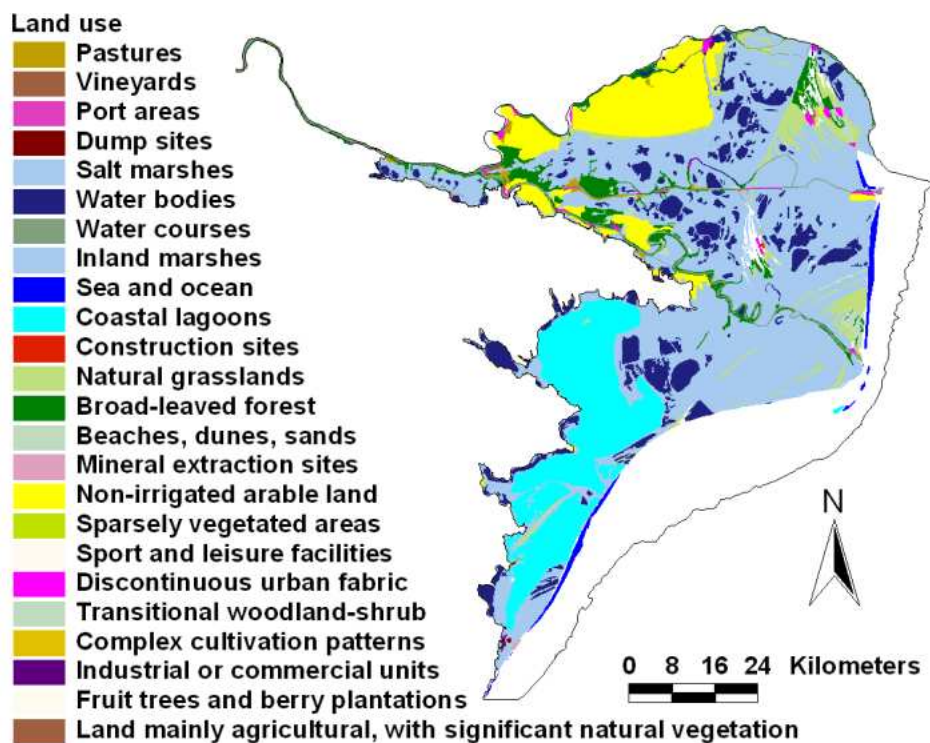 Land use
Pastures
Vineyards
Port areas
Dump sites
Salt marshes
Water bodies
Water courses
Inland marshes
Sea and ocean
Coastal lagoons
Construction sites
Natural grasslands
Broad-leaved forest
Beaches, dunes, sands
Mineral extraction sites
Non-irrigated arable land
Sparsely vegetated areas
Sport and leisure facilities
Discontinuous urban fabric
Transitional woodland-shrub
Complex cultivation patterns
Industrial or commercial units
Fruit trees and berry plantations
Land mainly agricultural, with significant natural vegetation
N
0 8 16 24 Kilometers